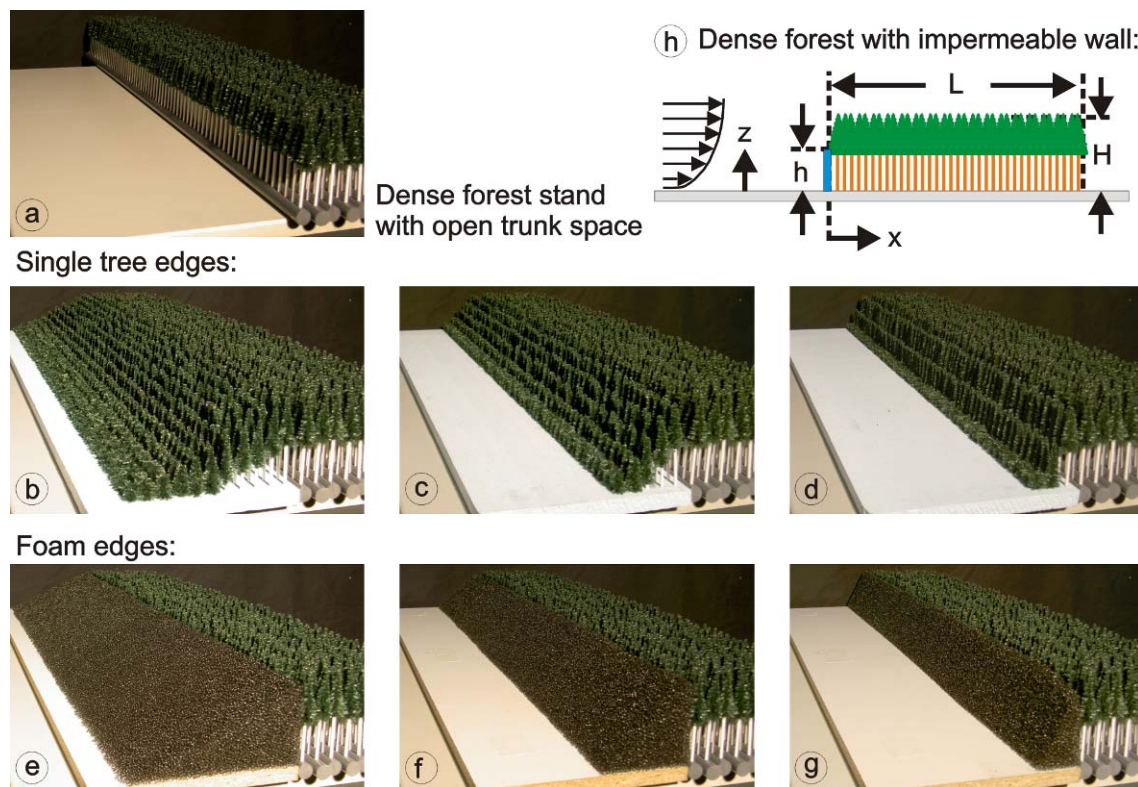 h Dense forest with impermeable wall:
L
z
h
H
x
a
Dense forest stand
with open trunk space
Single tree edges:
b
c
d
Foam edges:
e
f
g